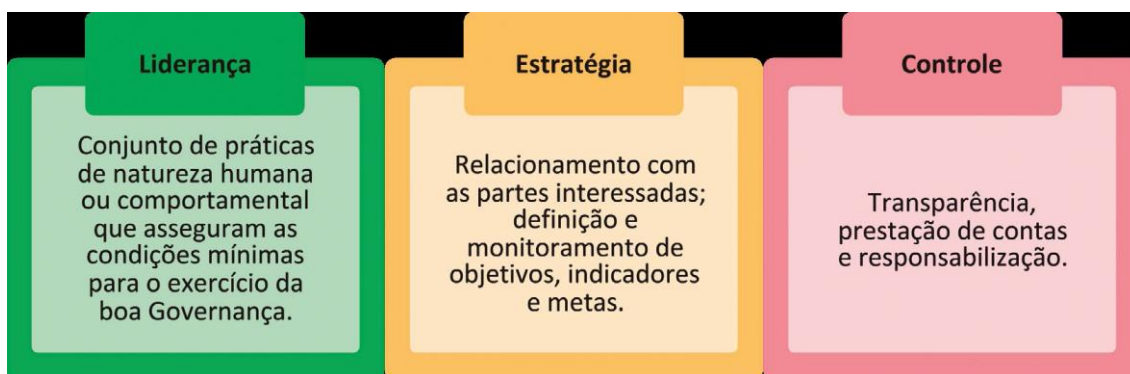 Liderança
Conjunto de práticas
de natureza humana
ou comportamental
que asseguram as
condições mínimas
para o exercício da
boa Governança.
Estratégia
Relacionamento com
as partes interessadas;
definição e
monitoramento de
objetivos, indicadores
e metas.
Controle
Transparência,
prestação de contas
e responsabilização.